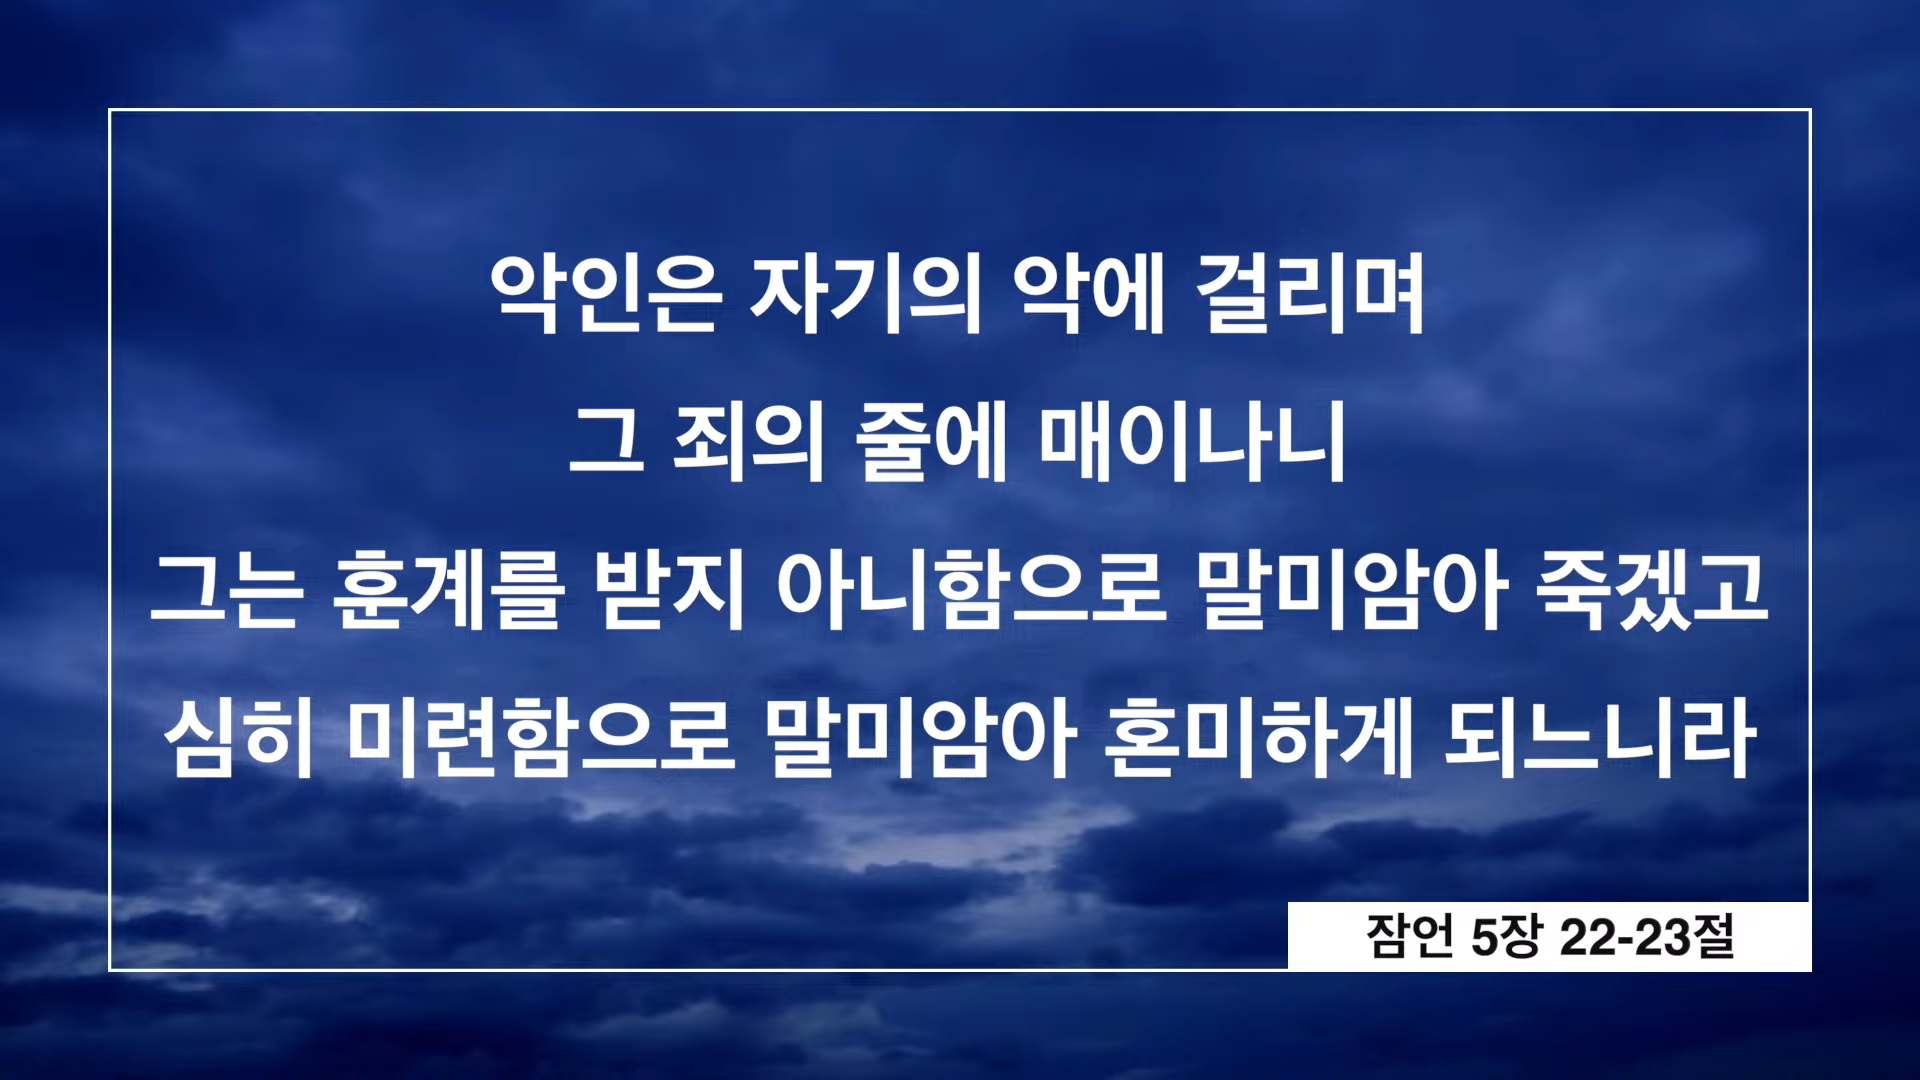 악인은 자기의 악에 걸리며
그 죄의 줄에 매이나니
그는 훈계를 받지 아니함으로 말미암아 죽겠고
심히 미련함으로 말미암아 혼미하게 되느니라
잠언 5장 22-23절